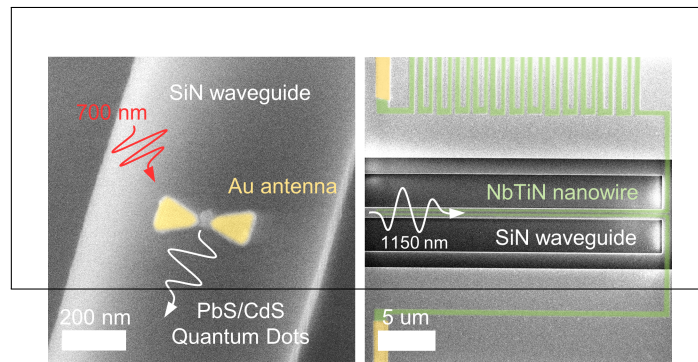 SiN waveguide
700 nm
Au antenna
PbS/CdS
Quantum Dots
200 nm
NbTiN nanowire
1150 nm
SiN waveguide
5 um